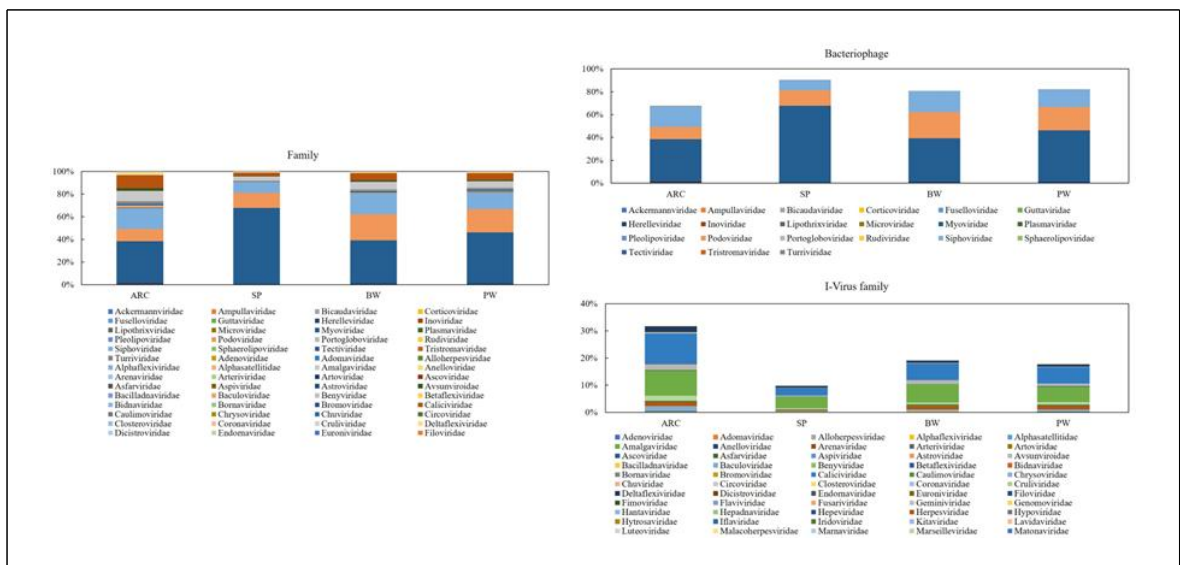 Family
100%
80%
60%
40%
20%
0%
ARC SP BW PW
Ackermannviridae Ampullaviridae Bicaudaviridae Corticoviridae
Fuselloviridae Guttaviridae Herelleviridae Inoviridae
Lipothrixviridae Microviridae Myoviridae Plasmaviridae
Pleolipoviridae Podoviridae Portogloboviridae Rudiviridae
Siphoviridae Sphaerolipoviridae Tectiviridae Tristromaviridae
Turriviridae Adenoviridae Adomaviridae Alloherpesviridae
Alphaflexiviridae Alphasatellitidae Amalgaviridae Anelloviridae
Arenaviridae Arteriviridae Artoviridae Ascoviridae
Asfarviridae Aspiviridae Astroviridae Avsunviroidae
Bacilladnaviridae Baculoviridae Benyviridae Betaflexiviridae
Bidnaviridae Bornaviridae Bromoviridae Caliciviridae
Caulimoviridae Chrysoviridae Chuviridae Circoviridae
Closteroviridae Coronaviridae Cruliviridae Deltaflexiviridae
Dicistroviridae Endornaviridae Euroniviridae Filoviridae
Bacteriophage
100%
80%
60%
40%
20%
0%
ARC SP BW PW
Ackermannviridae Ampullaviridae Bicaudaviridae Corticoviridae Fuselloviridae Guttaviridae
Herelleviridae Inoviridae Lipothrixviridae Microviridae Myoviridae Plasmaviridae
Pleolipoviridae Podoviridae Portogloboviridae Rudiviridae Siphoviridae Sphaerolipoviridae
Tectiviridae Tristromaviridae Turriviridae
I-Virus family
40%
30%
20%
10%
0%
ARC SP BW PW
Adenoviridae Adomaviridae Alloherpesviridae Alphaflexiviridae Alphasatellitidae
Amalgaviridae Anelloviridae Arenaviridae Arteriviridae Artoviridae
Ascoviridae Asfarviridae Aspiviridae Astroviridae Avsunviroidae
Bacilladnaviridae Baculoviridae Benyviridae Betaflexiviridae Bidnaviridae
Bornaviridae Bromoviridae Caliciviridae Caulimoviridae Chrysoviridae
Chuviridae Circoviridae Closteroviridae Coronaviridae Cruliviridae
Deltaflexiviridae Dicistroviridae Endornaviridae Euroniviridae Filoviridae
Fimoviridae Flaviviridae Fusariviridae Geminiviridae Genomoviridae
Hantaviridae Hepadnaviridae Hepeviridae Herpesviridae Hypoviridae
Hytrosaviridae Iflaviridae Iridoviridae Kitaviridae Lavidaviridae
Luteoviridae Malacoherpesviridae Marnaviridae Marseilleviridae Matonaviridae